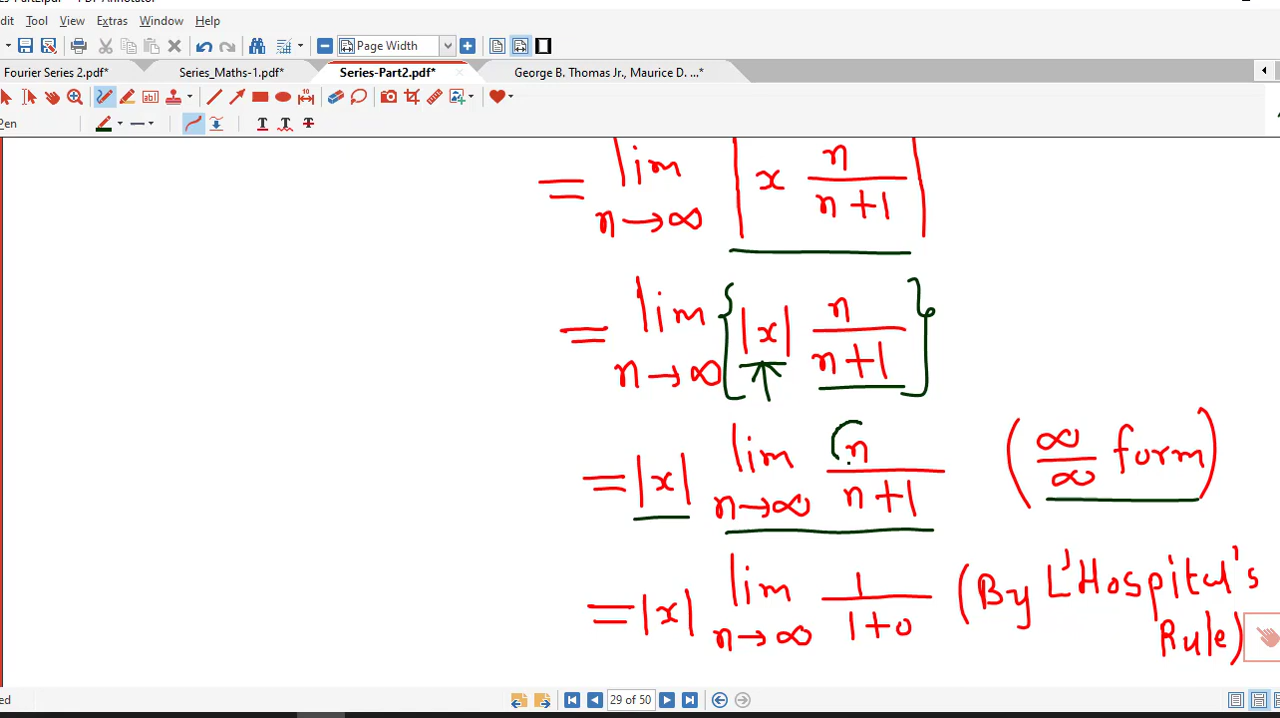 dit Tool View Extras Window Help
Page Width
Fourier Series 2.pdf* Series_Maths-1.pdf* Series-Part2.pdf* George B. Thomas Jr., Maurice D. ...*
Pen
= lim n→∞ | x n/(n+1) |
= lim n→∞ { |x| n/(n+1) }
= |x| lim n→∞ n/(n+1) (∞/∞ form)
= |x| lim n→∞ 1/(1+0) (By L'Hospital's
Rule)
29 of 50